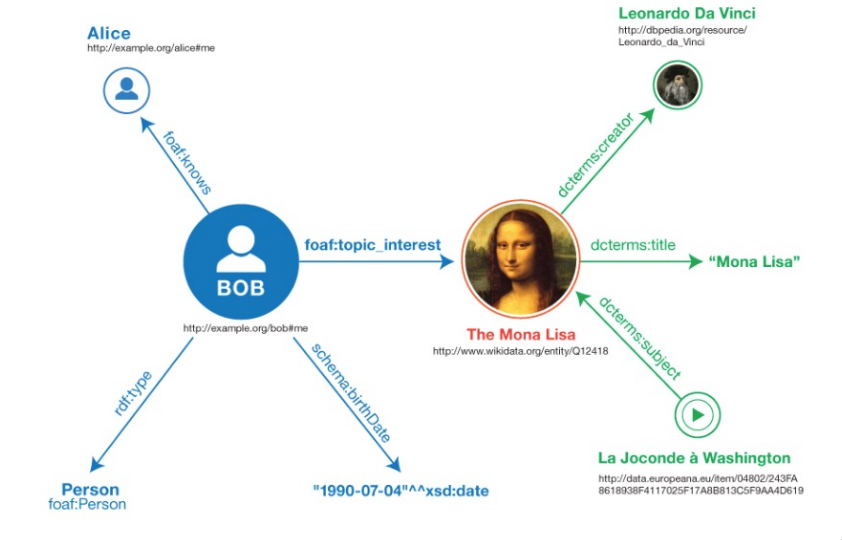 Leonardo Da Vinci
http://dbpedia.org/resource/
Leonardo_da_Vinci
Alice
http://example.org/alice#me
foaf:knows
dcterms:creator
foaf:topic_interest
dcterms:title
"Mona Lisa"
BOB
http://example.org/bob#me
The Mona Lisa
http://www.wikidata.org/entity/Q12418
dcterms:subject
rdf:type
schema:birthDate
La Joconde à Washington
http://data.europeana.eu/item/04802/243FA
8618938F4117025F17A8B813C5F9AA4D619
Person
foaf:Person
"1990-07-04"^^xsd:date